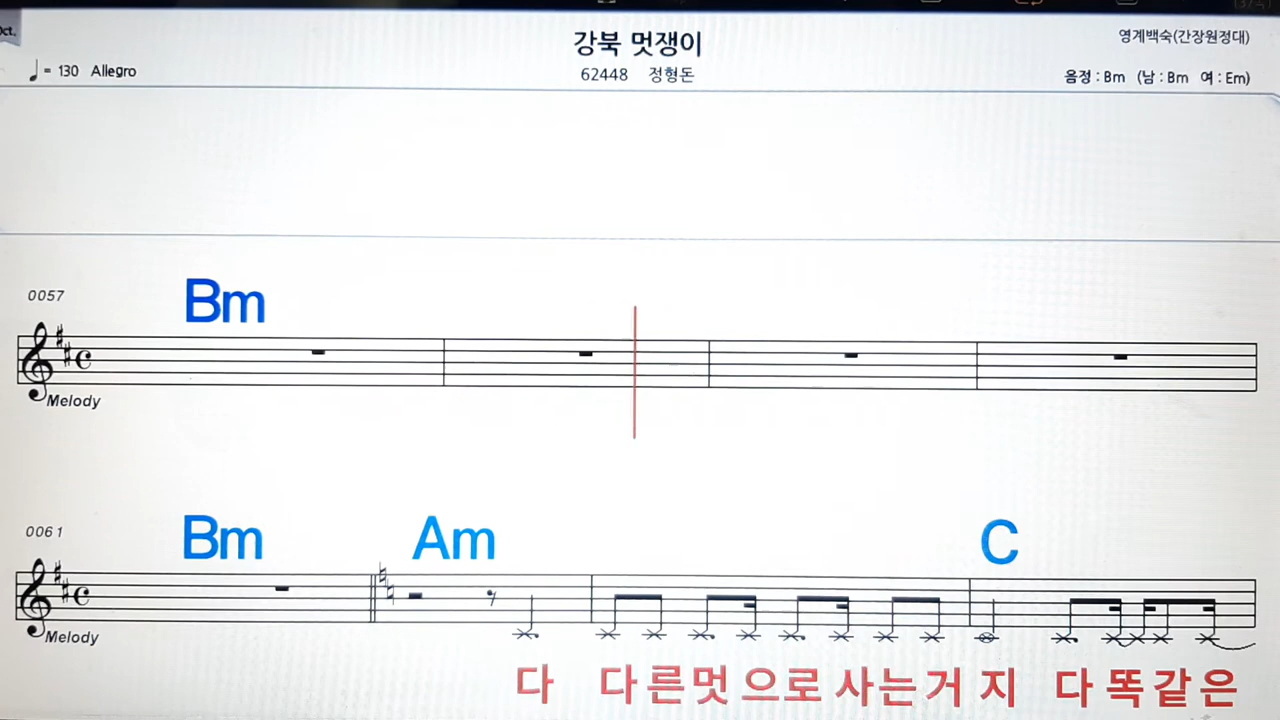 강북 멋쟁이
영계백숙(간장원정대)
♩= 130 Allegro
62448 정형돈
음정 : Bm (남 : Bm 여 : Em)
0057
Bm
Melody
0061
Bm Am C
Melody
다 다른멋으로사는거지 다똑같은